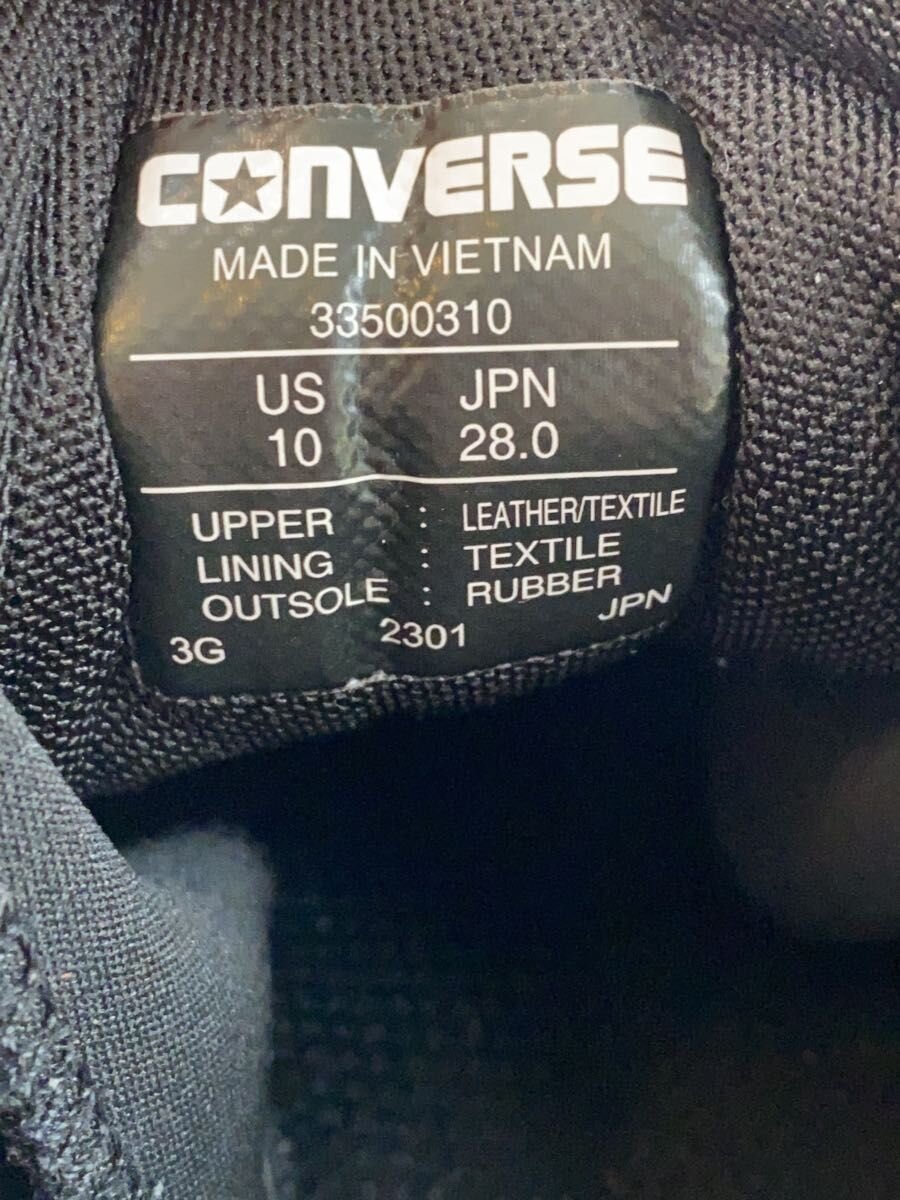 CONVERSE
MADE IN VIETNAM
33500310
US JPN
10 28.0
UPPER : LEATHER/TEXTILE
LINING : TEXTILE
OUTSOLE : RUBBER
3G 2301 JPN